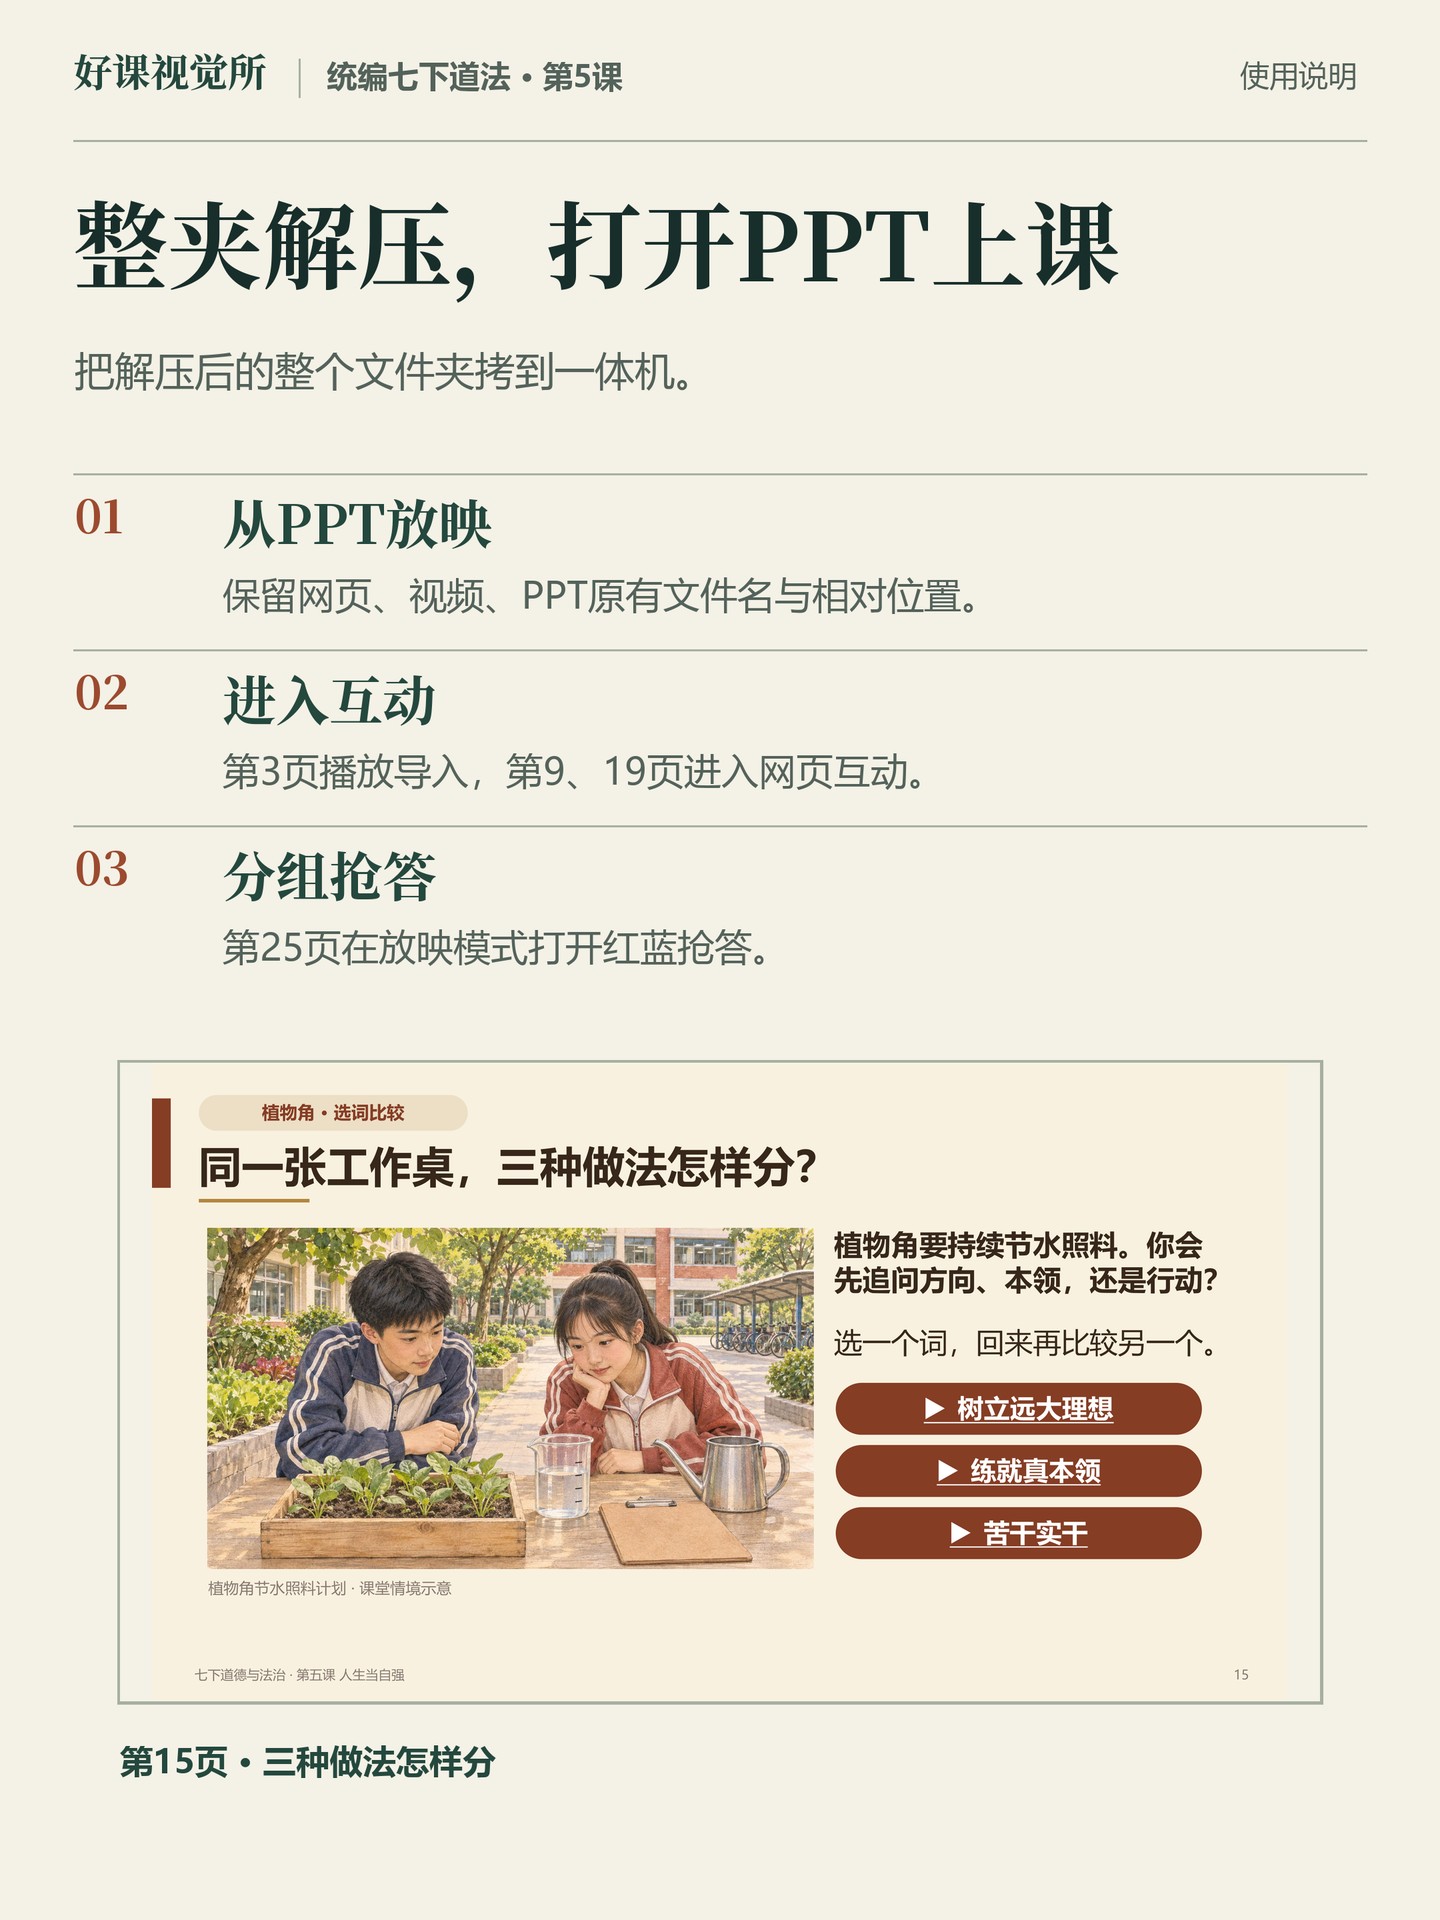 好课视觉所
统编七下道法·第5课
使用说明
整夹解压，打开PPT上课
把解压后的整个文件夹拷到一体机。
01
从PPT放映
保留网页、视频、PPT原有文件名与相对位置。
02
进入互动
第3页播放导入，第9、19页进入网页互动。
03
分组抢答
第25页在放映模式打开红蓝抢答。
植物角·选词比较
同一张工作桌，三种做法怎样分？
植物角要持续节水照料。你会
先追问方向、本领，还是行动？
选一个词，回来再比较另一个。
▶ 树立远大理想
▶ 练就真本领
▶ 苦干实干
植物角节水照料计划 · 课堂情境示意
七下道德与法治 · 第五课 人生当自强
15
第15页·三种做法怎样分